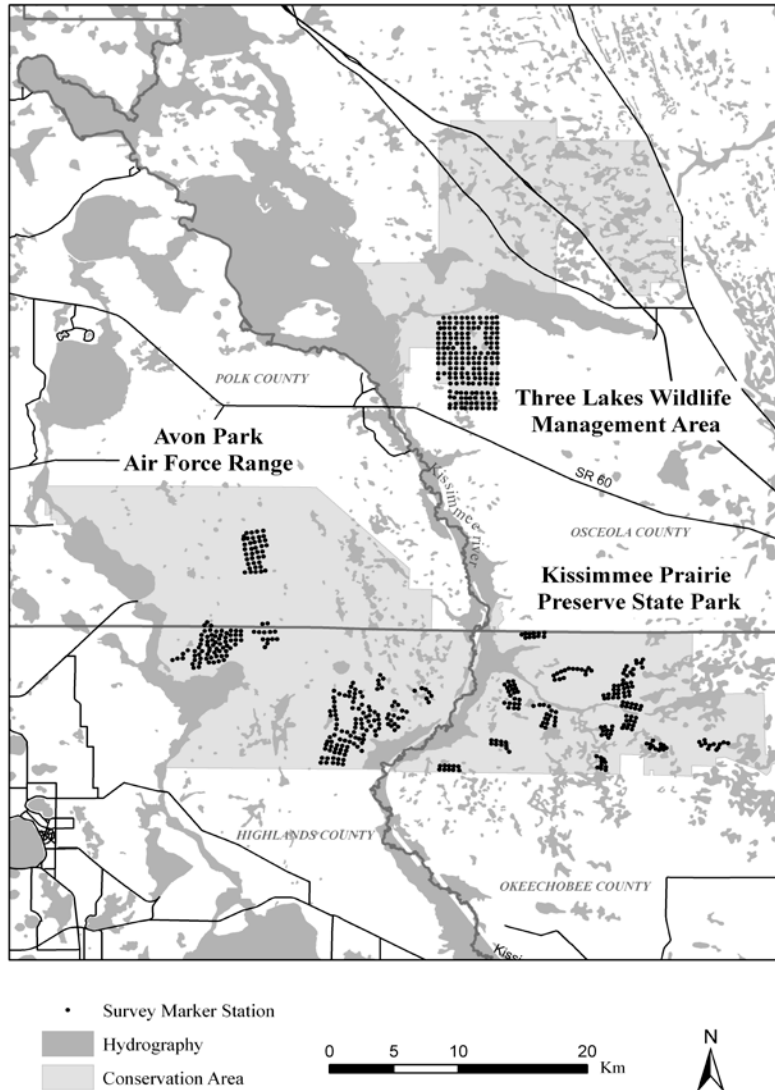 POLK COUNTY
Three Lakes Wildlife
Management Area
Avon Park
Air Force Range
Kissimmee river
SR 60
OSCEOLA COUNTY
Kissimmee Prairie
Preserve State Park
HIGHLANDS COUNTY
OKEECHOBEE COUNTY
Kissi
Survey Marker Station
Hydrography
Conservation Area
0 5 10 20
Km
N